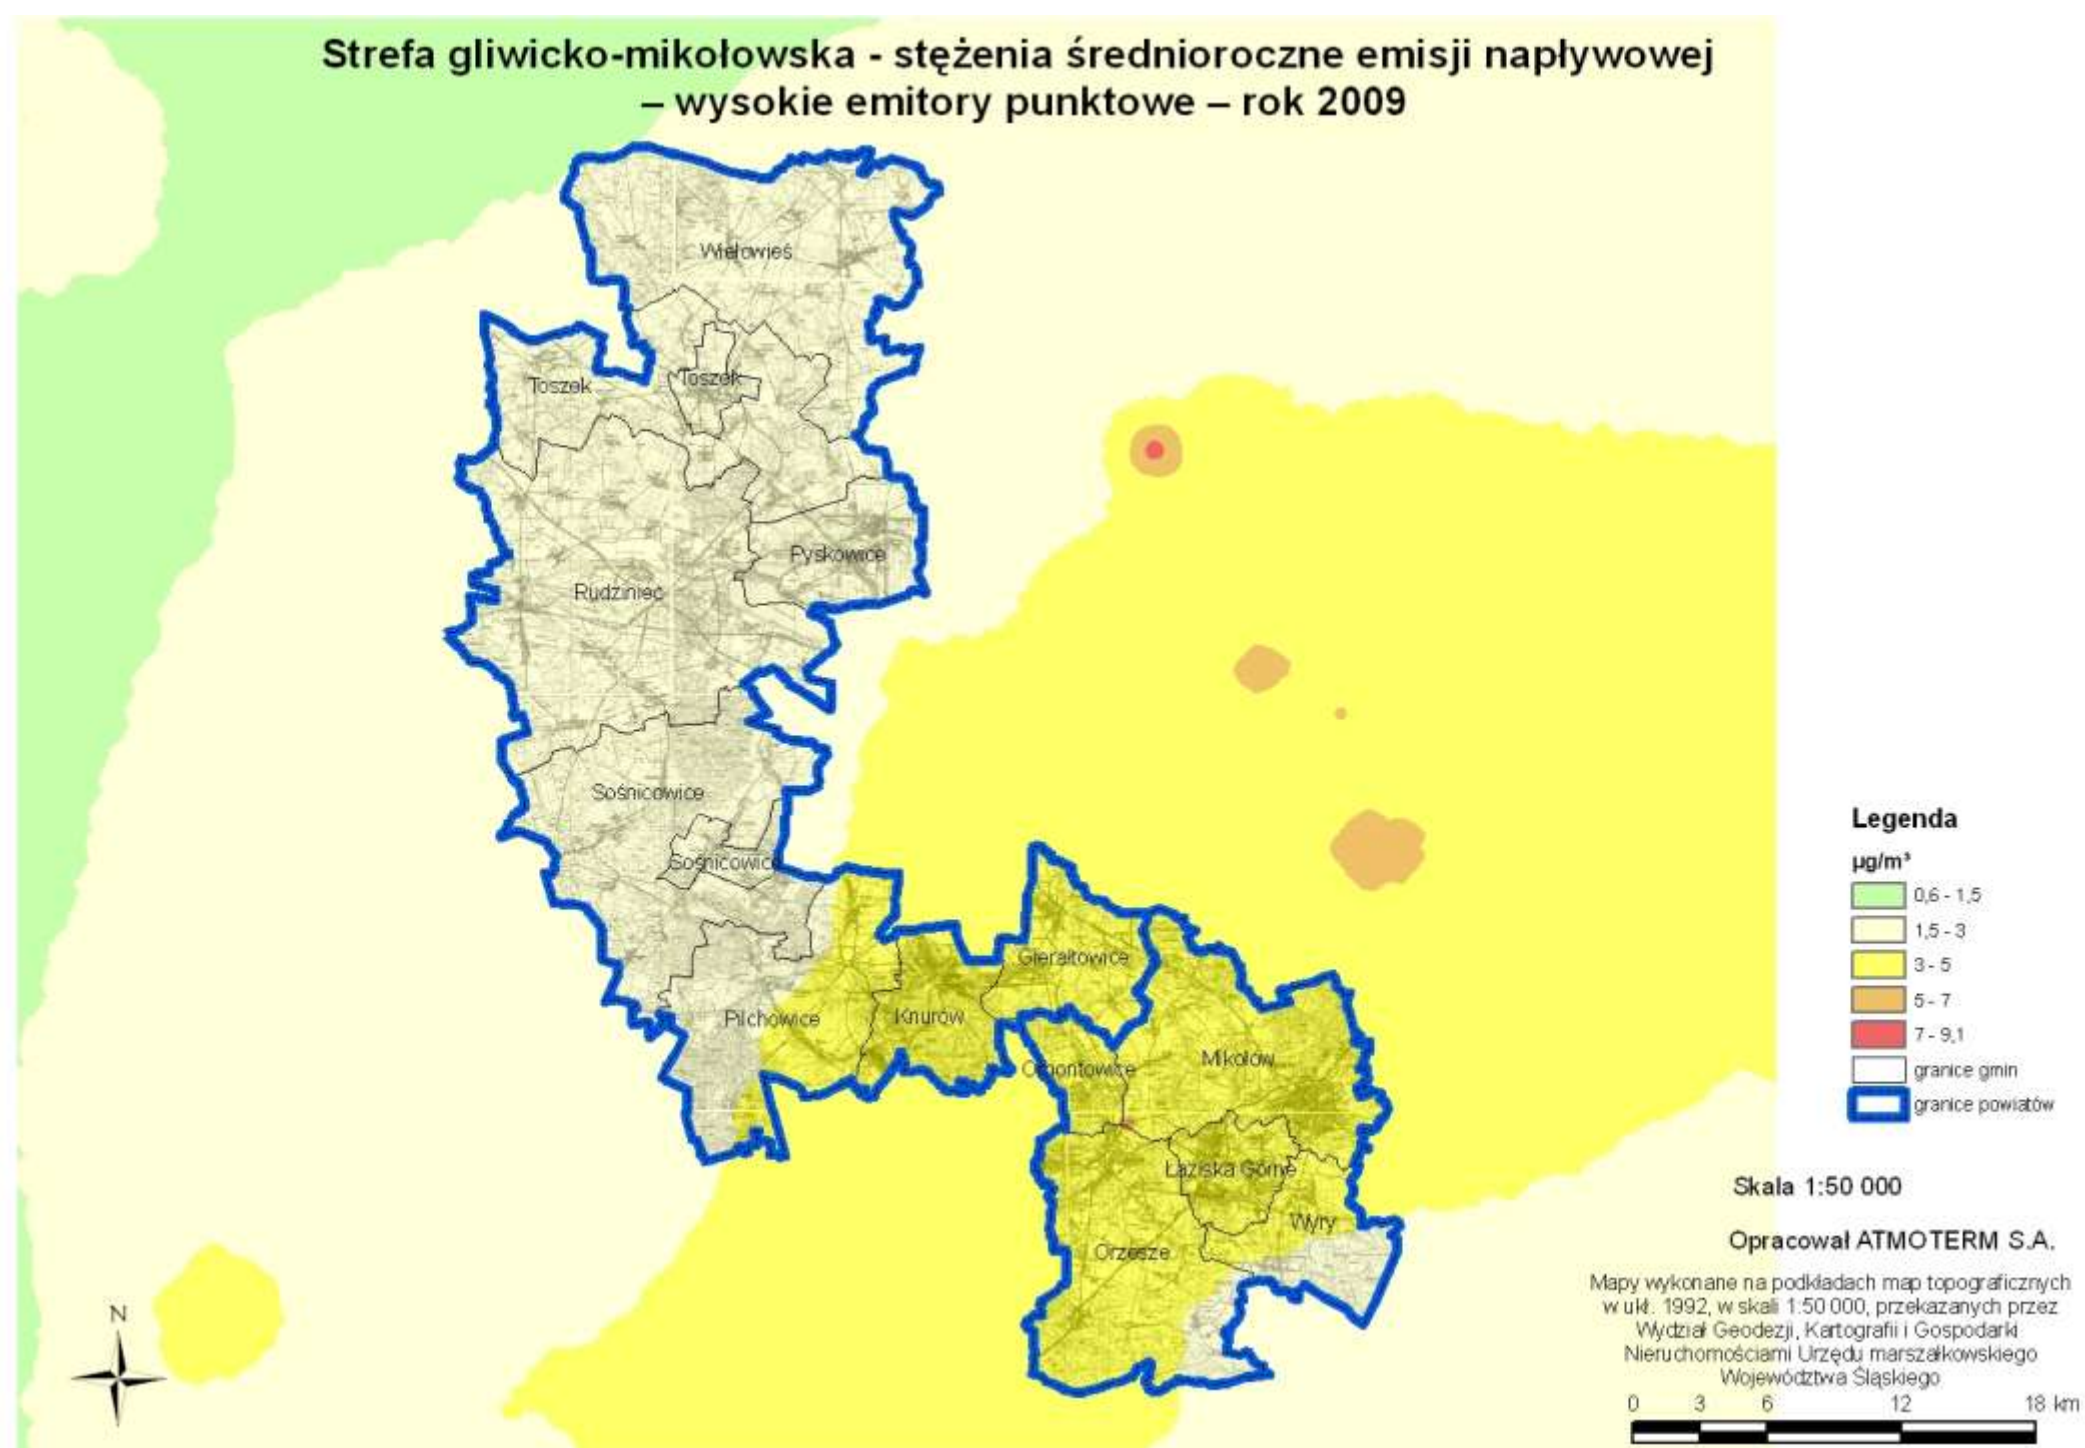 Strefa gliwicko-mikołowska - stężenia średnioroczne emisji napływowej
– wysokie emitory punktowe – rok 2009
Wielowieś
Toszek
Toszek
Pyskowice
Rudziniec
Sośnicowice
Sośnicowice
Gierałtowice
Pilchowice
Knurów
Mikołów
Ornontowice
Łaziska Górne
Wyry
Orzesze
Legenda
µg/m³
0,6 - 1,5
1,5 - 3
3 - 5
5 - 7
7 - 9,1
granice gmin
granice powiatów
Skala 1:50 000
Opracował ATMOTERM S.A.
Mapy wykonane na podkładach map topograficznych
w ukł. 1992, w skali 1:50 000, przekazanych przez
Wydział Geodezji, Kartografii i Gospodarki
Nieruchomościami Urzędu marszałkowskiego
Województwa Śląskiego
N
0 3 6 12 18 km